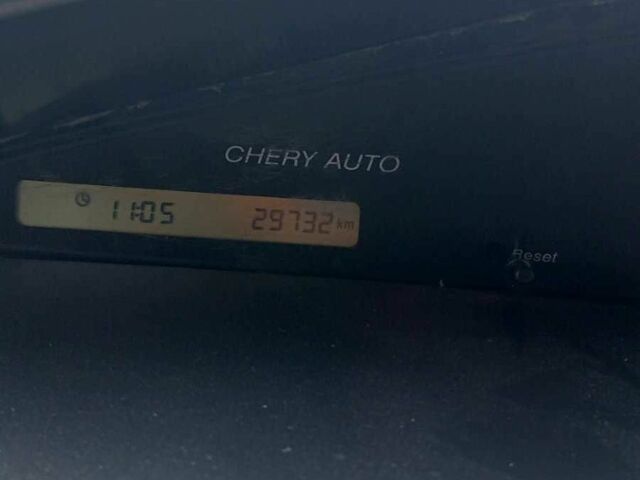 CHERY AUTO
11:05 29732 km
Reset